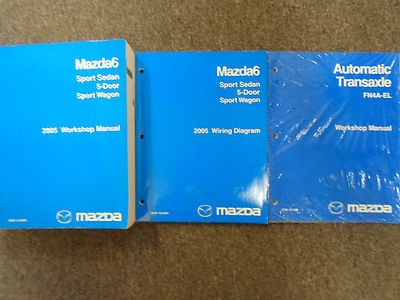 Mazda6
Sport Sedan
5-Door
Sport Wagon
2005 Workshop Manual
mazda
Mazda6
Sport Sedan
5-Door
Sport Wagon
2005 Wiring Diagram
mazda
Automatic
Transaxle
FN4A-EL
Workshop Manual
mazda